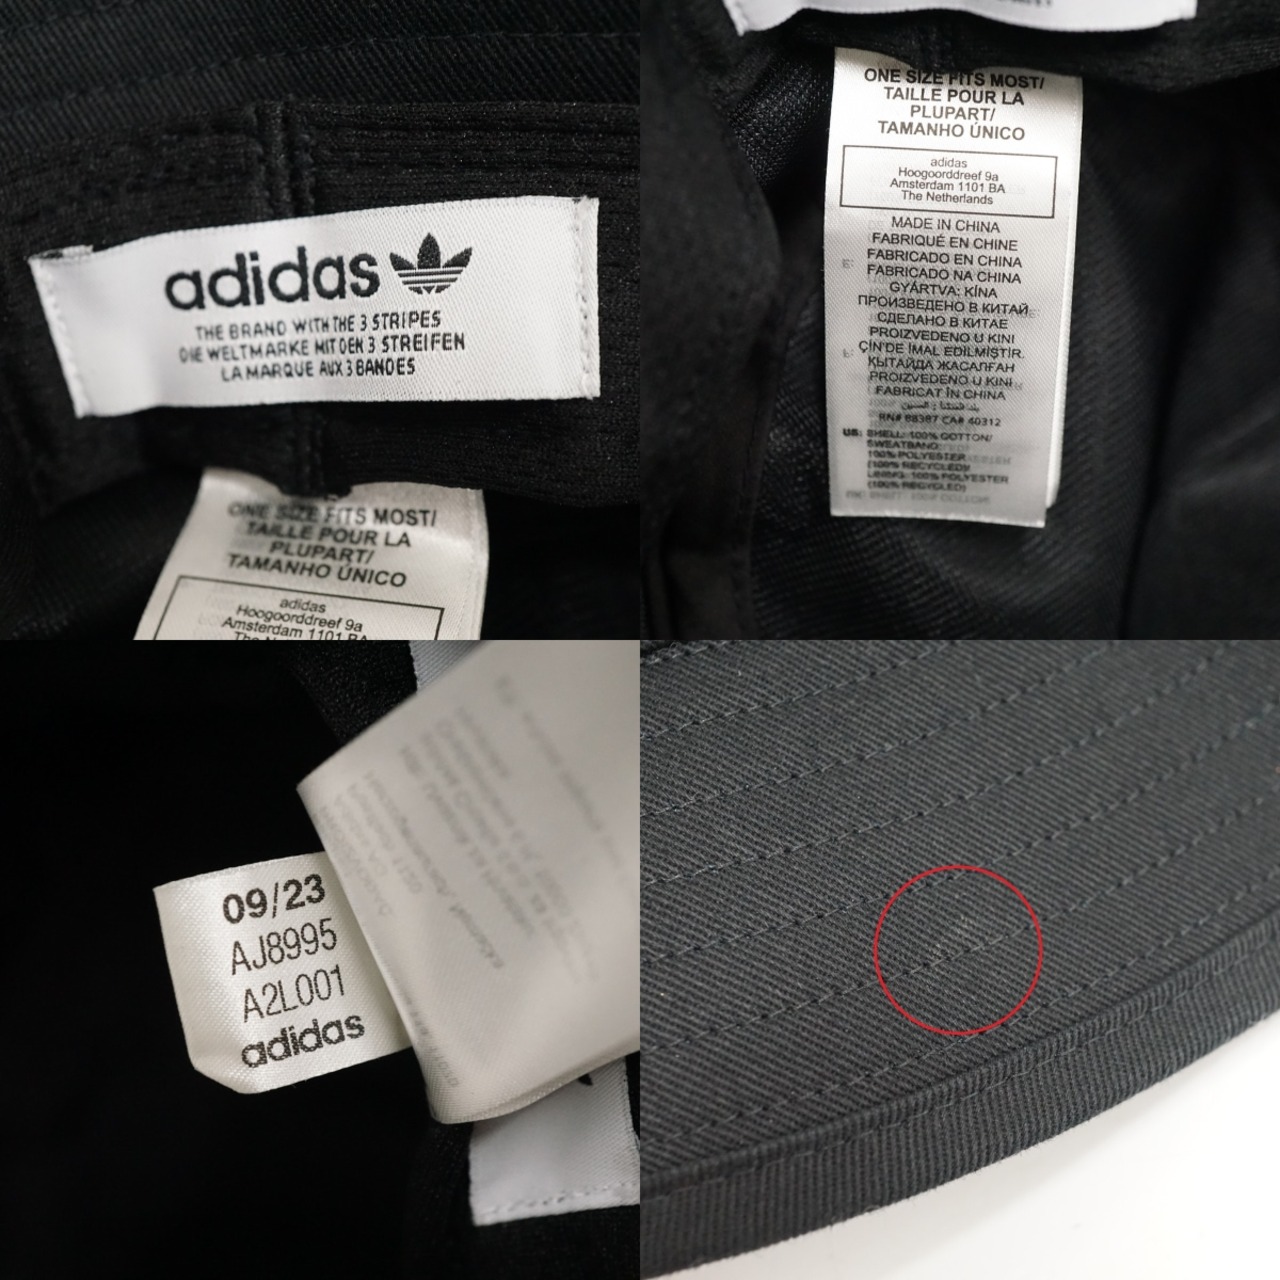 adidas
THE BRAND WITH THE 3 STRIPES
DIE WELTMARKE MIT DEN 3 STREIFEN
LA MARQUE AUX 3 BANDES
ONE SIZE FITS MOST/
TAILLE POUR LA
PLUPART/
TAMANHO ÚNICO
adidas
Hoogoorddreef 9a
Amsterdam 1101 BA
ONE SIZE FITS MOST/
TAILLE POUR LA
PLUPART/
TAMANHO ÚNICO
adidas
Hoogoorddreef 9a
Amsterdam 1101 BA
The Netherlands
MADE IN CHINA
FABRIQUÉ EN CHINE
FABRICADO EN CHINA
FABRICADO NA CHINA
GYÁRTVA: KÍNA
ПРОИЗВЕДЕНО В КИТАЙ
СДЕЛАНО В КИТАЕ
PROIZVEDENO U KINI
ÇİN'DE İMAL EDİLMİŞTİR.
ҚЫТАЙДА ЖАСАЛҒАН
PROIZVEDENO U KINI
FABRICAT ÎN CHINA
RN# 88387 CA# 40312
US: SHELL: 100% COTTON/
SWEATBAND:
100% POLYESTER
(100% RECYCLED)/
LINING: 100% POLYESTER
(100% RECYCLED)
09/23
AJ8995
A2L001
adidas